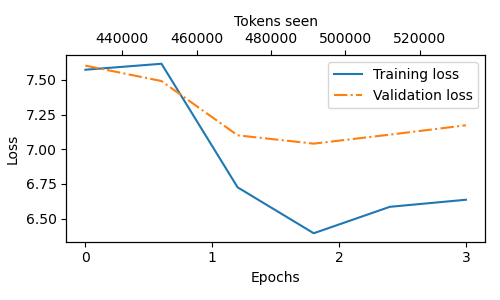 Tokens seen
440000 460000 480000 500000 520000
7.50
7.25
7.00
6.75
6.50
Loss
Training loss
Validation loss
0 1 2 3
Epochs